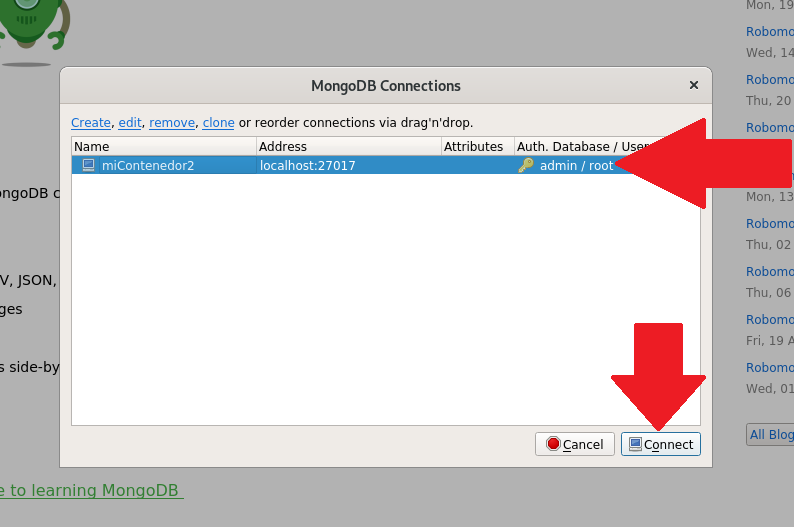 MongoDB Connections
Create, edit, remove, clone or reorder connections via drag'n'drop.
Name Address Attributes Auth. Database / User
miContenedor2 localhost:27017 admin / root
Cancel Connect
ongoDB c
V, JSON,
ges
s side-by
e to learning MongoDB
Mon, 19
Robomo
Wed, 14
Robomo
Thu, 20
Robomo
Mon, 13
Robomo
Thu, 02
Robomo
Thu, 06
Robomo
Fri, 19 A
Robomo
Wed, 01
All Blog